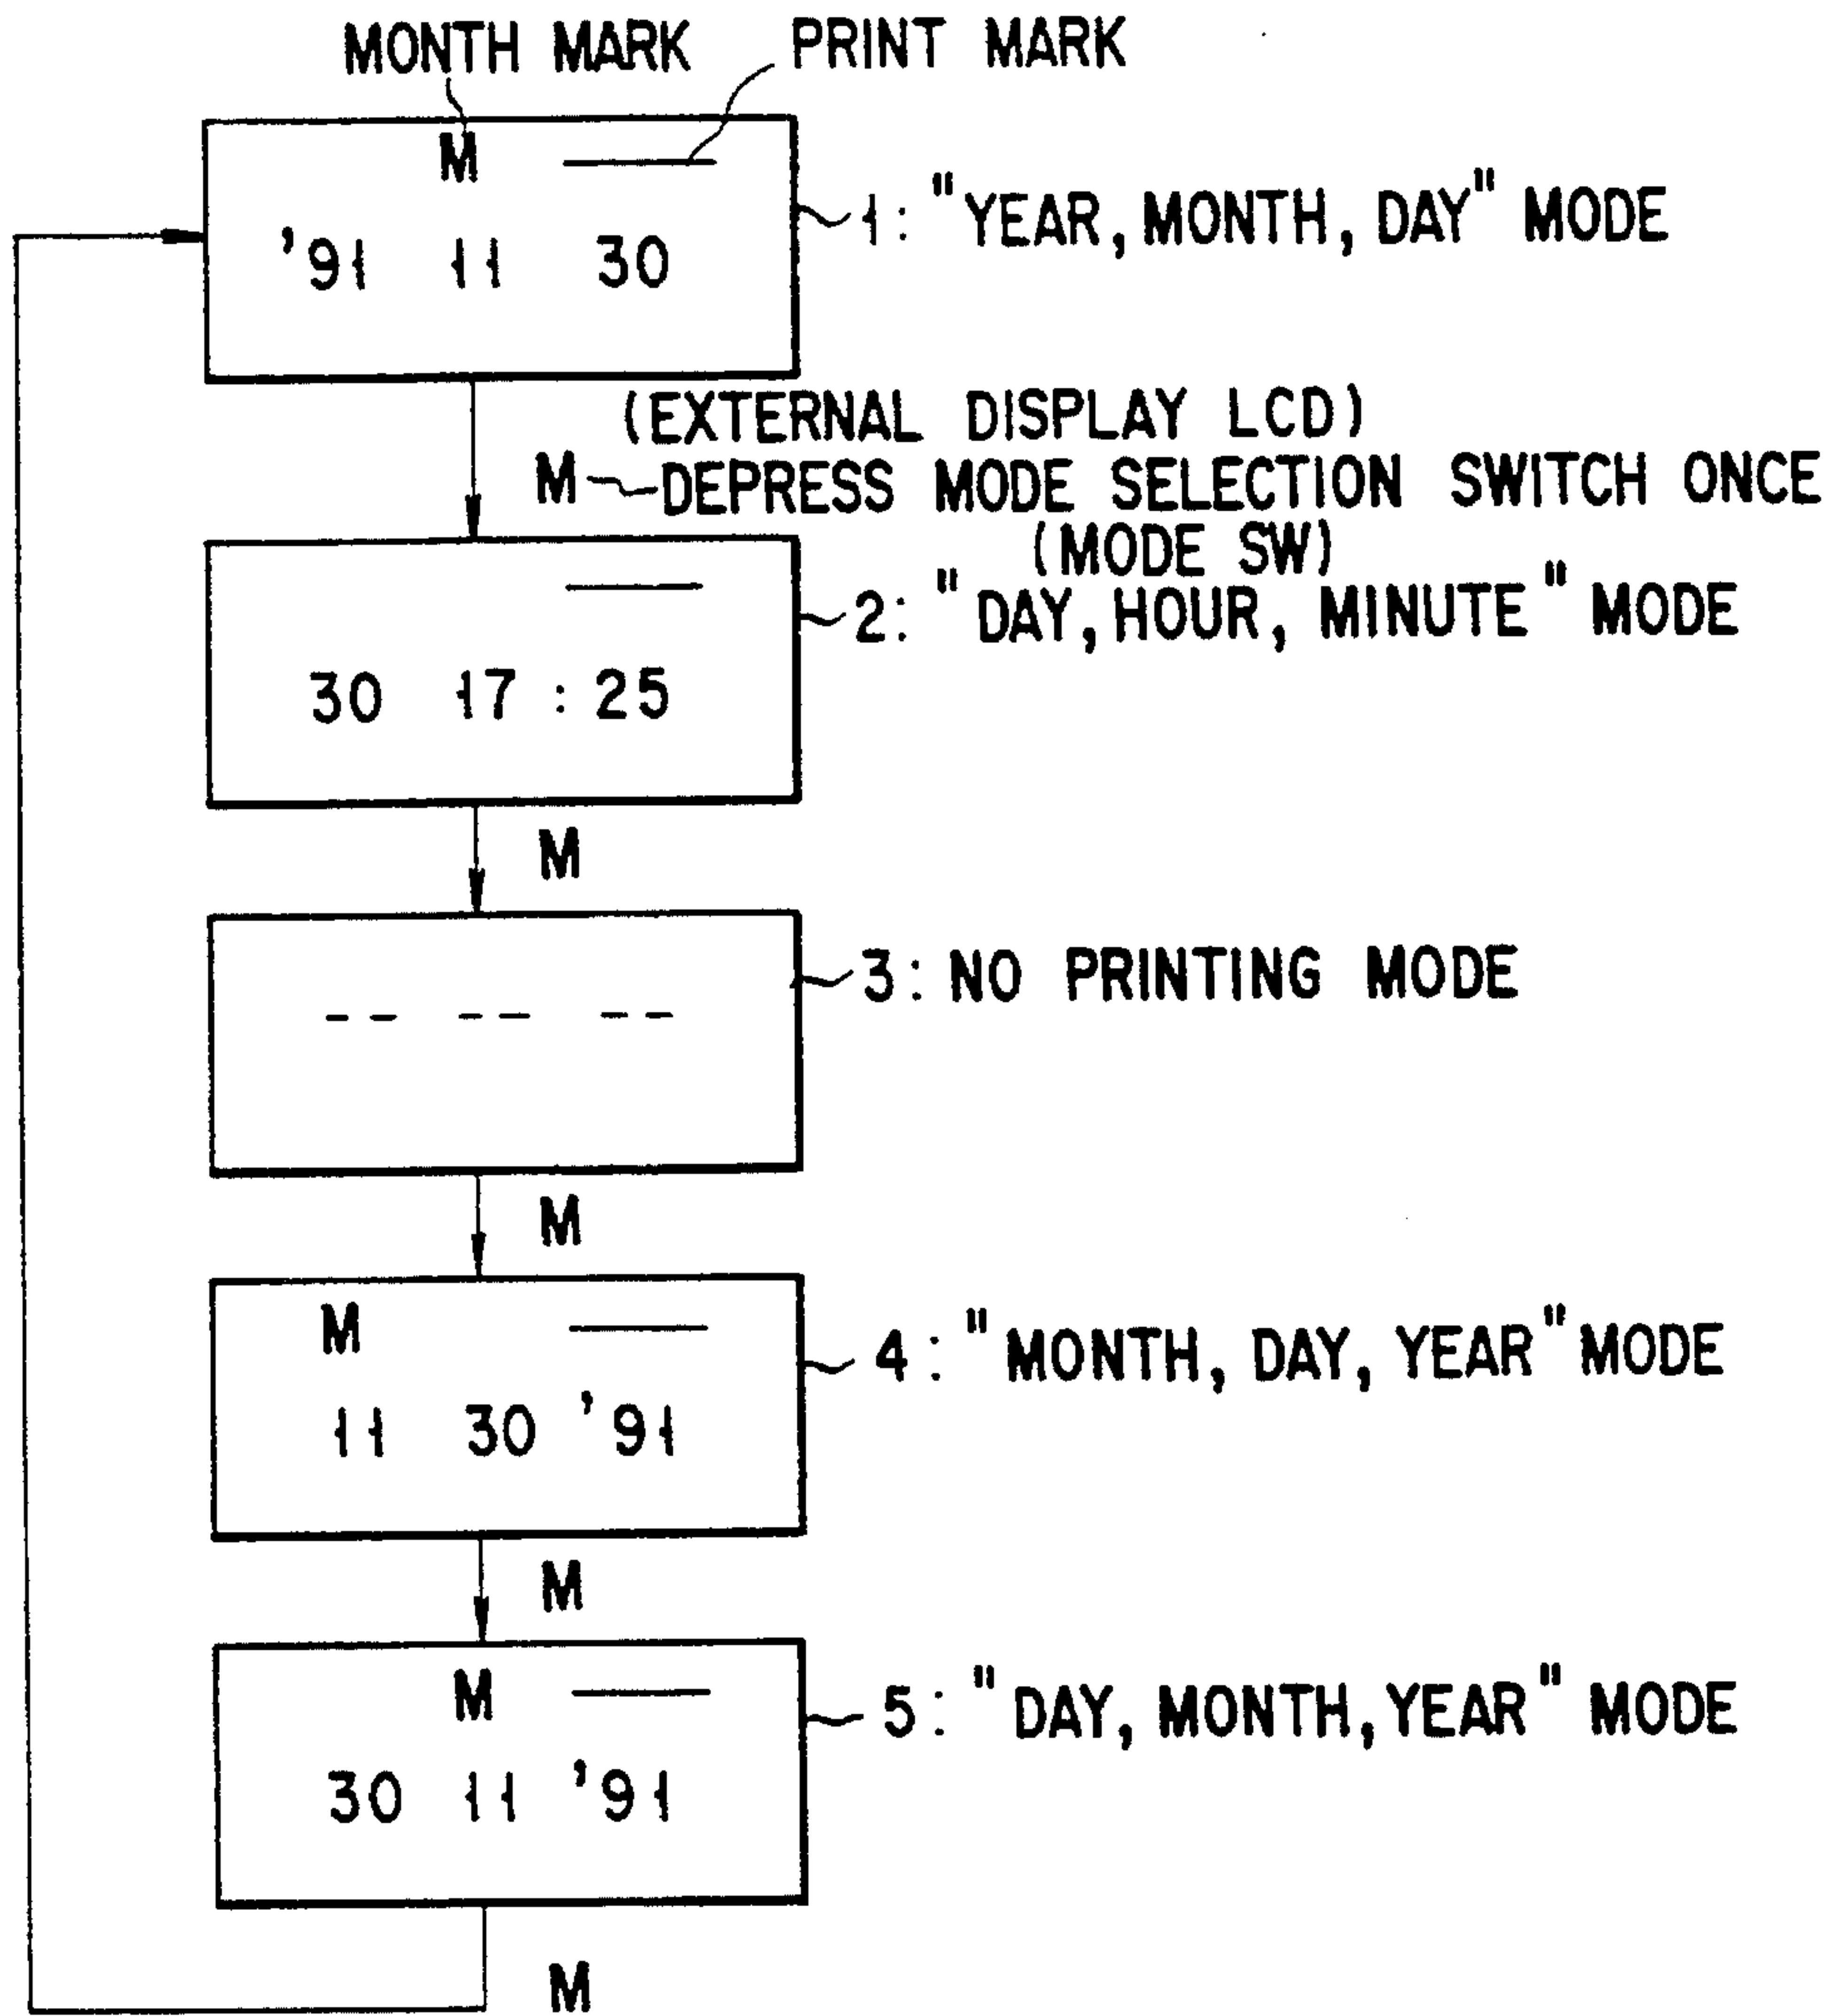 MONTH MARK PRINT MARK
M
'91 11 30
1: "YEAR, MONTH, DAY" MODE
(EXTERNAL DISPLAY LCD)
M DEPRESS MODE SELECTION SWITCH ONCE
(MODE SW)
2: "DAY, HOUR, MINUTE" MODE
30 17 : 25
M
3: NO PRINTING MODE
-- -- --
M
M
4: "MONTH, DAY, YEAR" MODE
11 30 '91
M
M
5: "DAY, MONTH, YEAR" MODE
30 11 '91
M